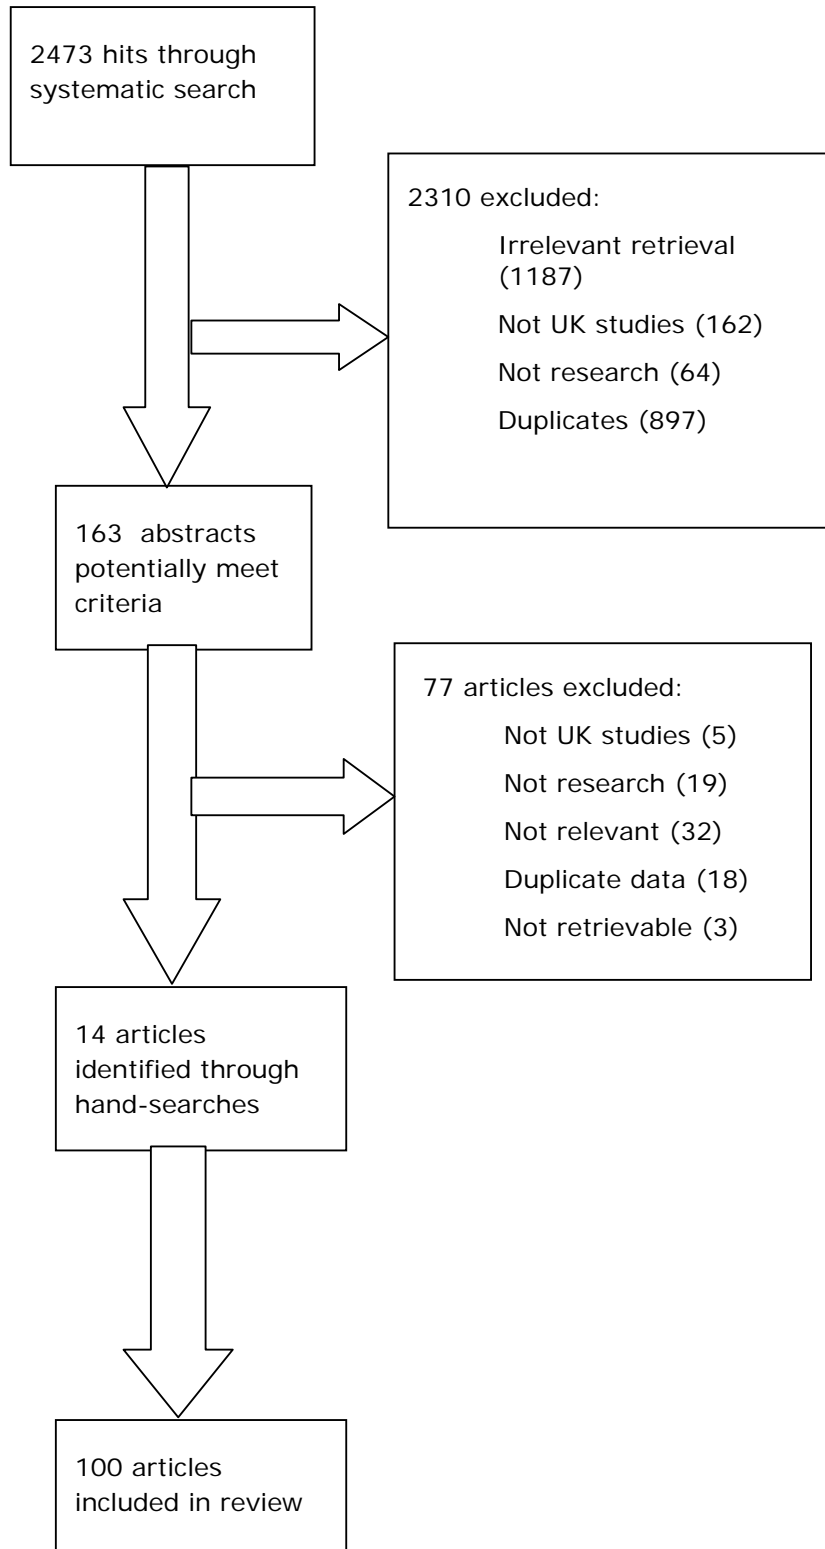 2473 hits through
systematic search
2310 excluded:
Irrelevant retrieval
(1187)
Not UK studies (162)
Not research (64)
Duplicates (897)
163  abstracts
potentially meet
criteria
77 articles excluded:
Not UK studies (5)
Not research (19)
Not relevant (32)
Duplicate data (18)
Not retrievable (3)
14 articles
identified through
hand-searches
100 articles
included in review